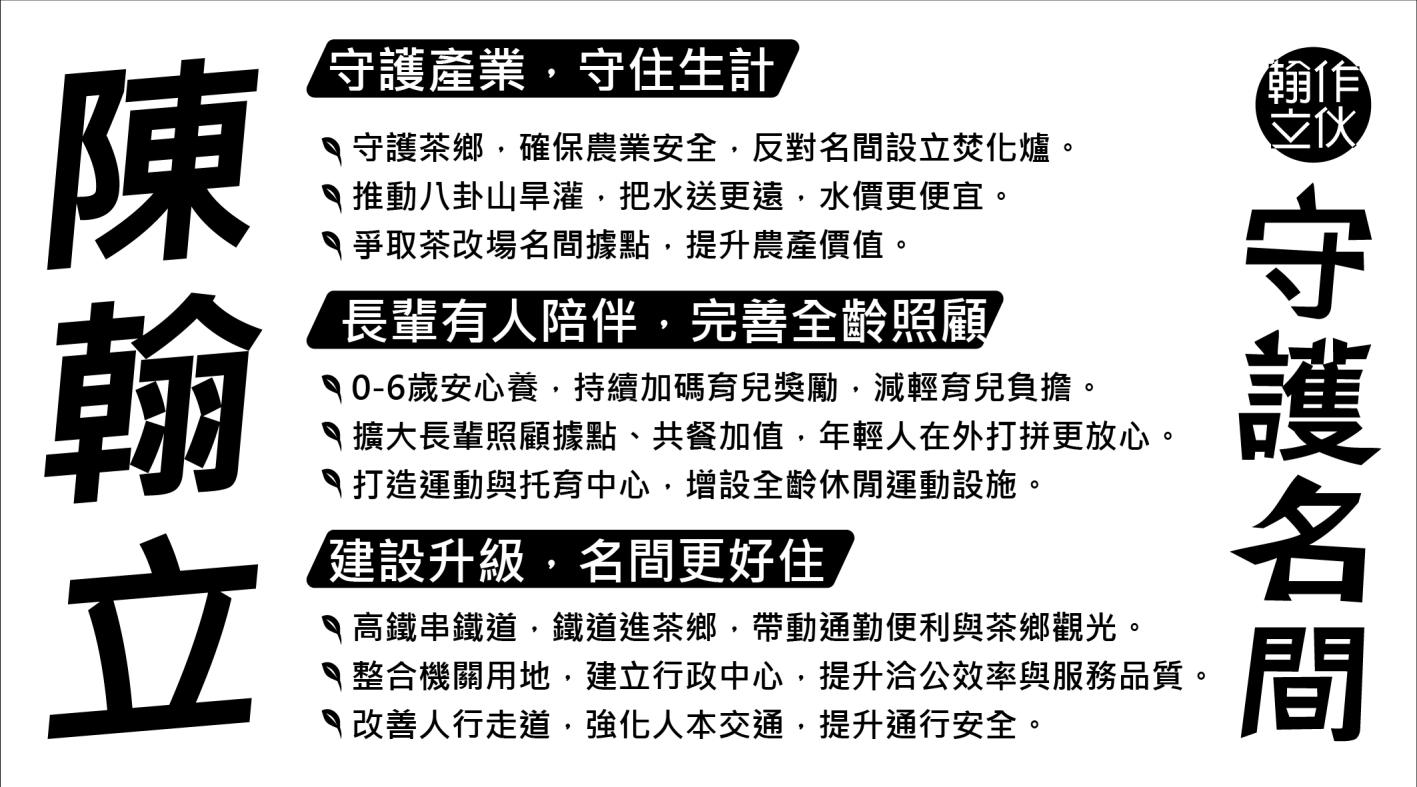 陳翰立
守護產業，守住生計
守護茶鄉，確保農業安全，反對名間設立焚化爐。
推動八卦山旱灌，把水送更遠，水價更便宜。
爭取茶改場名間據點，提升農產價值。
長輩有人陪伴，完善全齡照顧
0-6歲安心養，持續加碼育兒獎勵，減輕育兒負擔。
擴大長輩照顧據點、共餐加值，年輕人在外打拼更放心。
打造運動與托育中心，增設全齡休閒運動設施。
建設升級，名間更好住
高鐵串鐵道，鐵道進茶鄉，帶動通勤便利與茶鄉觀光。
整合機關用地，建立行政中心，提升洽公效率與服務品質。
改善人行走道，強化人本交通，提升通行安全。
翰作
立伙
守護名間